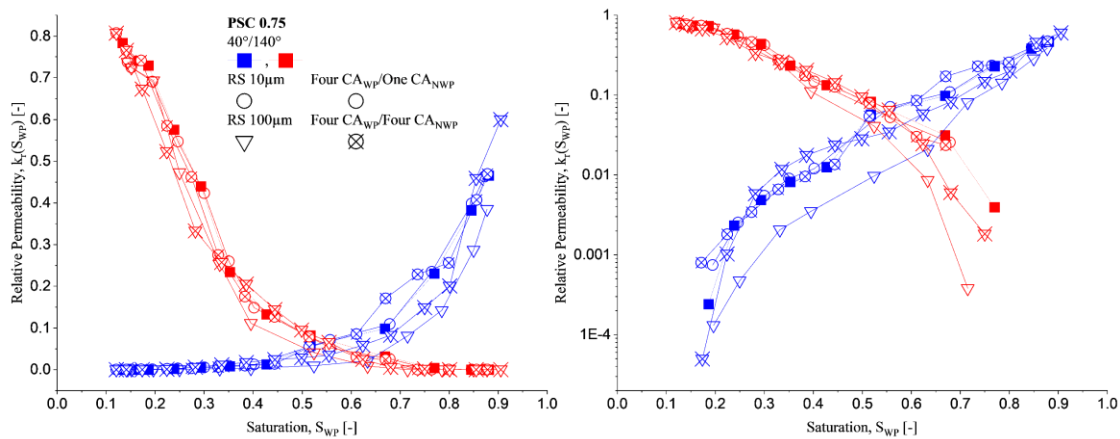 PSC 0.75
40°/140°
,
RS 10µm Four CA_WP/One CA_NWP
RS 100µm Four CA_WP/Four CA_NWP
Relative Permeability, k_r(S_WP) [-]
0.8
0.7
0.6
0.5
0.4
0.3
0.2
0.1
0.0
0.0 0.1 0.2 0.3 0.4 0.5 0.6 0.7 0.8 0.9 1.0
Saturation, S_WP [-]
Relative Permeability, k_r(S_WP) [-]
1
0.1
0.01
0.001
1E-4
0.0 0.1 0.2 0.3 0.4 0.5 0.6 0.7 0.8 0.9 1.0
Saturation, S_WP [-]